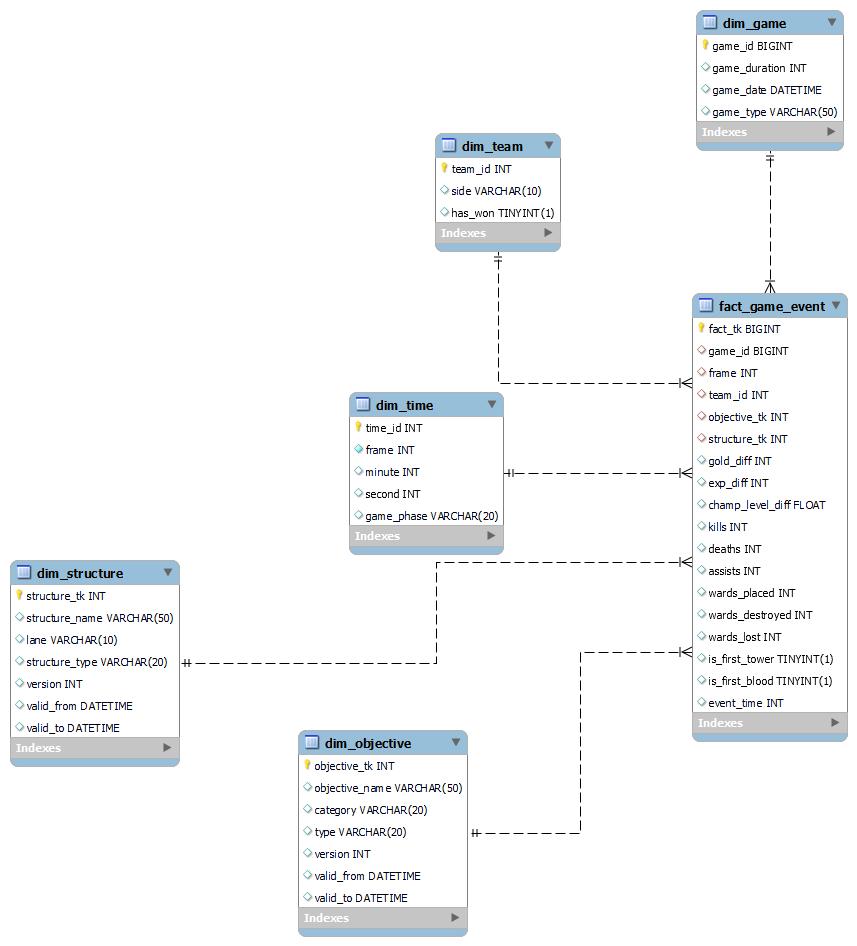 dim_game
game_id BIGINT
game_duration INT
game_date DATETIME
game_type VARCHAR(50)
Indexes
dim_team
team_id INT
side VARCHAR(10)
has_won TINYINT(1)
Indexes
fact_game_event
fact_tk BIGINT
game_id BIGINT
frame INT
team_id INT
objective_tk INT
structure_tk INT
gold_diff INT
exp_diff INT
champ_level_diff FLOAT
kills INT
deaths INT
assists INT
wards_placed INT
wards_destroyed INT
wards_lost INT
is_first_tower TINYINT(1)
is_first_blood TINYINT(1)
event_time INT
Indexes
dim_time
time_id INT
frame INT
minute INT
second INT
game_phase VARCHAR(20)
Indexes
dim_structure
structure_tk INT
structure_name VARCHAR(50)
lane VARCHAR(10)
structure_type VARCHAR(20)
version INT
valid_from DATETIME
valid_to DATETIME
Indexes
dim_objective
objective_tk INT
objective_name VARCHAR(50)
category VARCHAR(20)
type VARCHAR(20)
version INT
valid_from DATETIME
valid_to DATETIME
Indexes